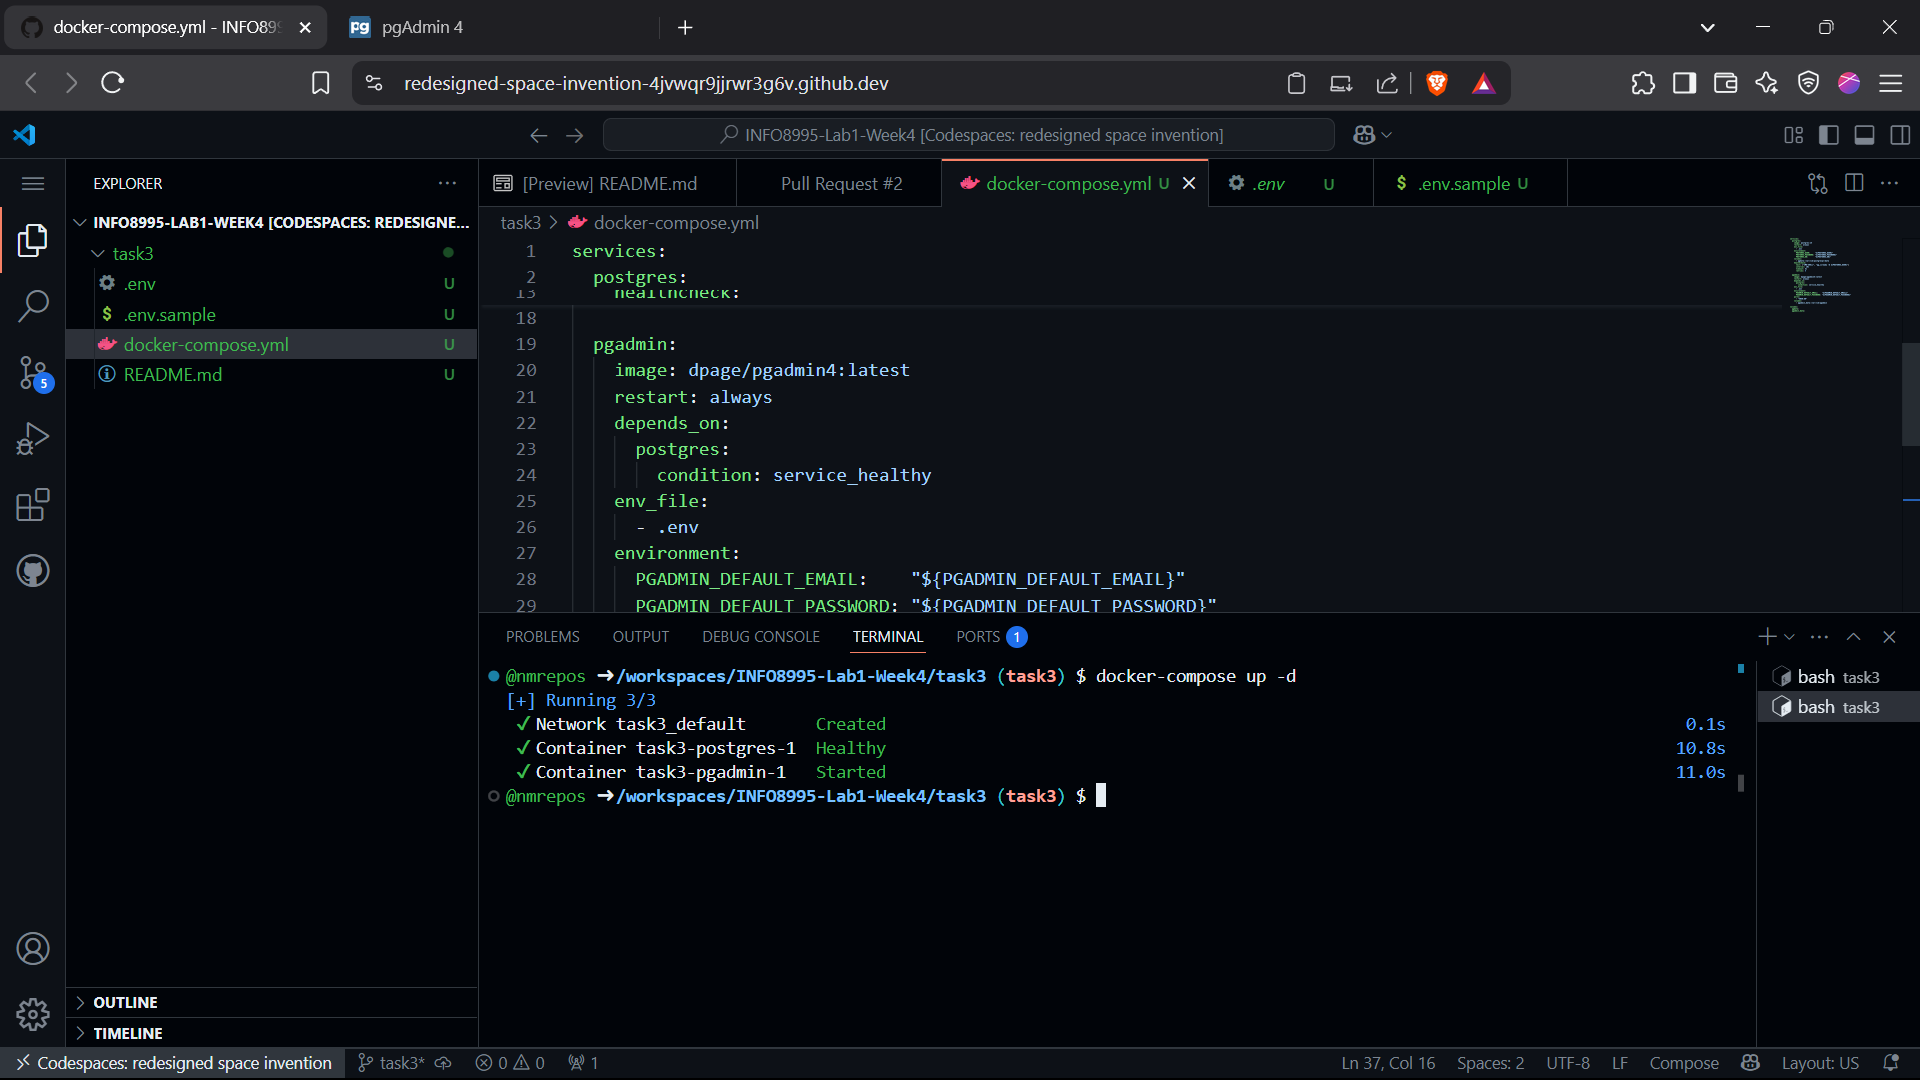 docker-compose.yml - INFO899
pgAdmin 4
redesigned-space-invention-4jvwqr9jjrwr3g6v.github.dev
INFO8995-Lab1-Week4 [Codespaces: redesigned space invention]
EXPLORER
INFO8995-LAB1-WEEK4 [CODESPACES: REDESIGNE...
task3
.env U
.env.sample U
docker-compose.yml U
README.md U
5
OUTLINE
TIMELINE
[Preview] README.md
Pull Request #2
docker-compose.yml U
.env U
$ .env.sample U
task3 > docker-compose.yml
1 services:
2 postgres:
13 healthcheck:
18
19 pgadmin:
20 image: dpage/pgadmin4:latest
21 restart: always
22 depends_on:
23 postgres:
24 condition: service_healthy
25 env_file:
26 - .env
27 environment:
28 PGADMIN_DEFAULT_EMAIL: "${PGADMIN_DEFAULT_EMAIL}"
29 PGADMIN_DEFAULT_PASSWORD: "${PGADMIN_DEFAULT_PASSWORD}"
PROBLEMS OUTPUT DEBUG CONSOLE TERMINAL PORTS 1
@nmrepos ➜ /workspaces/INFO8995-Lab1-Week4/task3 (task3) $ docker-compose up -d
[+] Running 3/3
✓ Network task3_default Created 0.1s
✓ Container task3-postgres-1 Healthy 10.8s
✓ Container task3-pgadmin-1 Started 11.0s
@nmrepos ➜ /workspaces/INFO8995-Lab1-Week4/task3 (task3) $
bash task3
bash task3
Codespaces: redesigned space invention
task3*
0 0
1
Ln 37, Col 16 Spaces: 2 UTF-8 LF Compose Layout: US